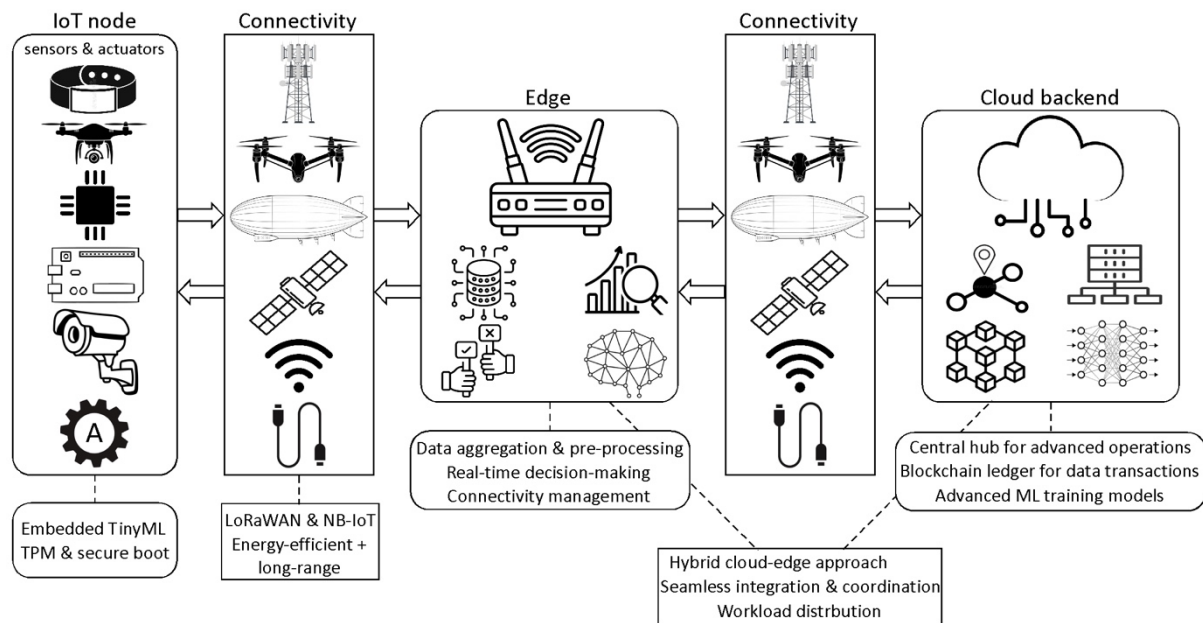 IoT node
sensors & actuators
A
Embedded TinyML
TPM & secure boot
Connectivity
LoRaWAN & NB-IoT
Energy-efficient +
long-range
Edge
Data aggregation & pre-processing
Real-time decision-making
Connectivity management
Connectivity
Cloud backend
Central hub for advanced operations
Blockchain ledger for data transactions
Advanced ML training models
Hybrid cloud-edge approach
Seamless integration & coordination
Workload distrbution